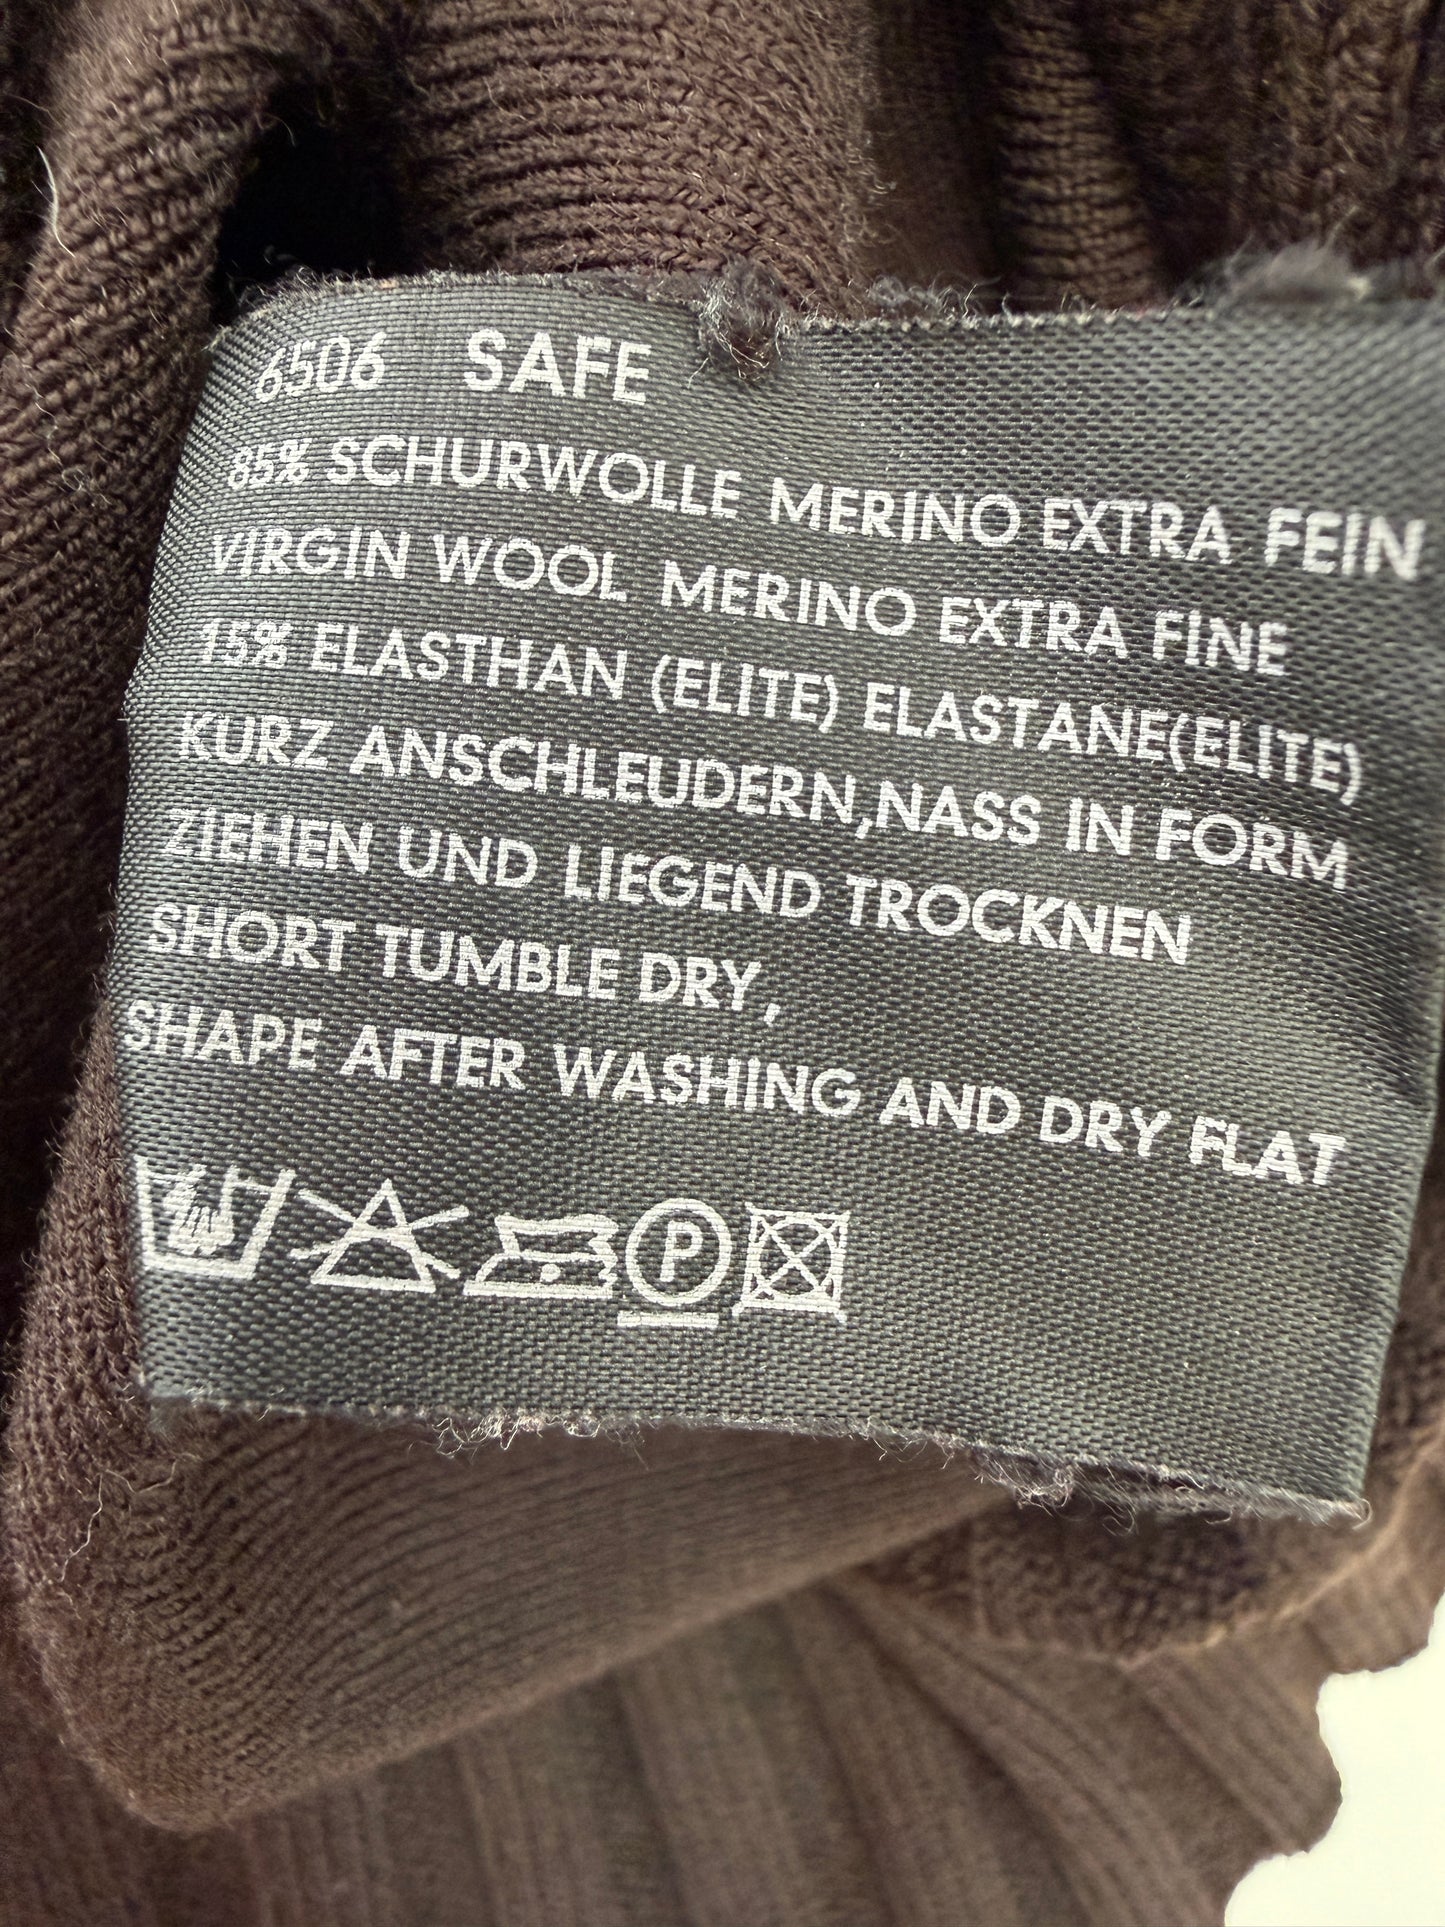 6506 SAFE
85% SCHURWOLLE MERINO EXTRA FEIN
VIRGIN WOOL MERINO EXTRA FINE
15% ELASTHAN (ELITE) ELASTANE(ELITE)
KURZ ANSCHLEUDERN,NASS IN FORM
ZIEHEN UND LIEGEND TROCKNEN
SHORT TUMBLE DRY,
SHAPE AFTER WASHING AND DRY FLAT
P